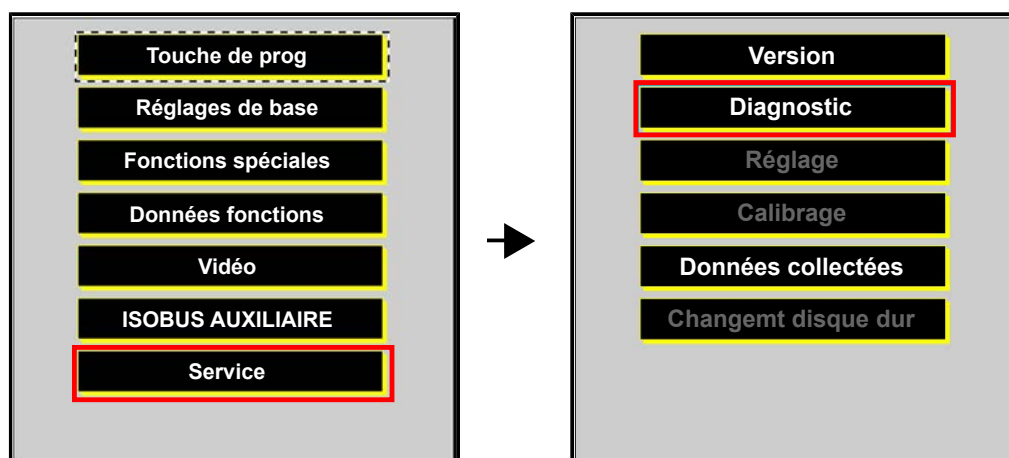 Touche de prog
Réglages de base
Fonctions spéciales
Données fonctions
Vidéo
ISOBUS AUXILIAIRE
Service
Version
Diagnostic
Réglage
Calibrage
Données collectées
Changemt disque dur